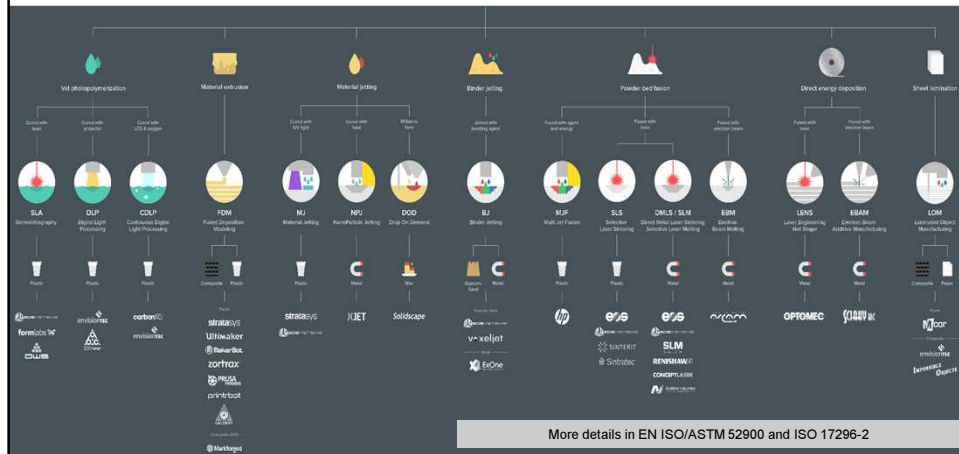 Vat photopolymerization
Material extrusion
Material jetting
Binder jetting
Powder bed fusion
Direct energy deposition
Sheet lamination
Cured with
laser
Cured with
projector
Cured with
LED & oxygen
Cured with
UV light
Cured with
heat
Milled to
form
Joined with
bonding agent
Fused with agent
and energy
Fused with
laser
Fused with
electron beam
Fused with
laser
Fused with
electron beam
SLA
Stereolithography
DLP
Digital Light
Processing
CDLP
Continuous Digital
Light Processing
FDM
Fused Deposition
Modeling
MJ
Material Jetting
NPJ
NanoParticle Jetting
DOD
Drop On Demand
BJ
Binder Jetting
MJF
Multi Jet Fusion
SLS
Selective
Laser Sintering
DMLS / SLM
Direct Metal Laser Sintering
Selective Laser Melting
EBM
Electron
Beam Melting
LENS
Laser Engineering
Net Shape
EBAM
Electron Beam
Additive Manufacturing
LOM
Laminated Object
Manufacturing
Plastic
Plastic
Plastic
Composite
Plastic
Plastic
Metal
Wax
Gypsum,
Sand
Metal
Plastic
Plastic
Metal
Metal
Metal
Metal
Composite
Paper
formlabs
DWS
envisionTEC
carbon3D
envisionTEC
Plastic
stratasys
Ultimaker
MakerBot
zortrax
PRUSA
printrbot
Markforged
stratasys
XJET
Solidscape
voxeljet
Metal
ExOne
hp
eos
SINTERIT
Sintratec
eos
SLM
RENISHAW
CONCEPTLASER
arcam
OPTOMEC
SCIAKY INC
Mcor
envisionTEC
IMPOSSIBLE
OBJECTS
More details in EN ISO/ASTM 52900 and ISO 17296-2